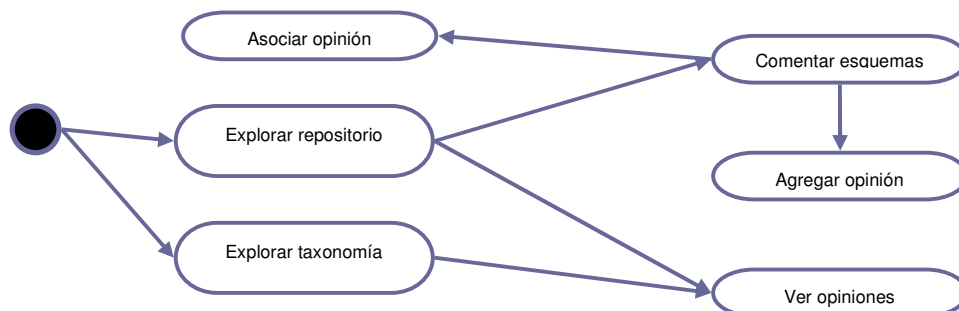 Asociar opinión
Comentar esquemas
Explorar repositorio
Agregar opinión
Explorar taxonomía
Ver opiniones